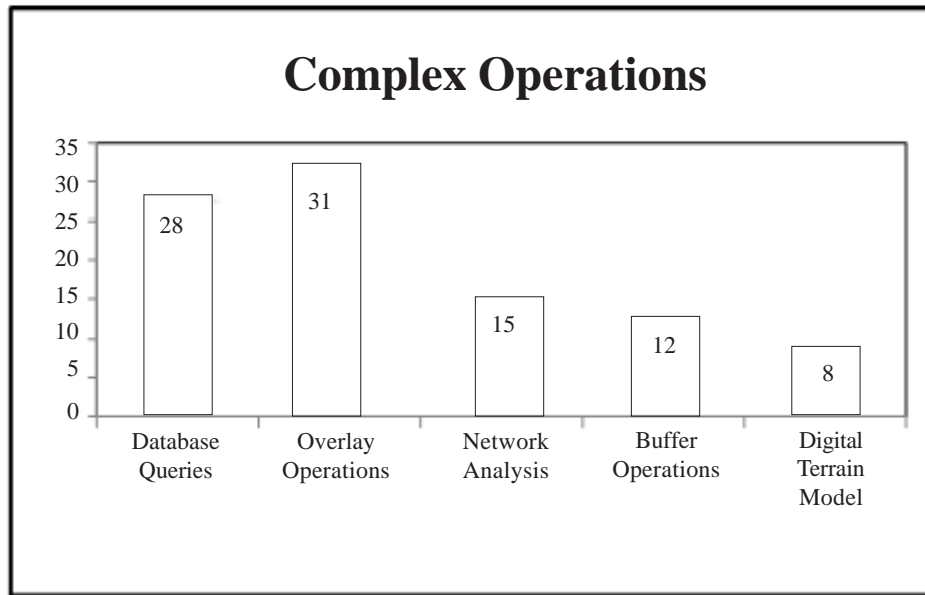 Complex Operations
35
30
25
20
15
10
5
0
28
31
15
12
8
Database
Queries
Overlay
Operations
Network
Analysis
Buffer
Operations
Digital
Terrain
Model